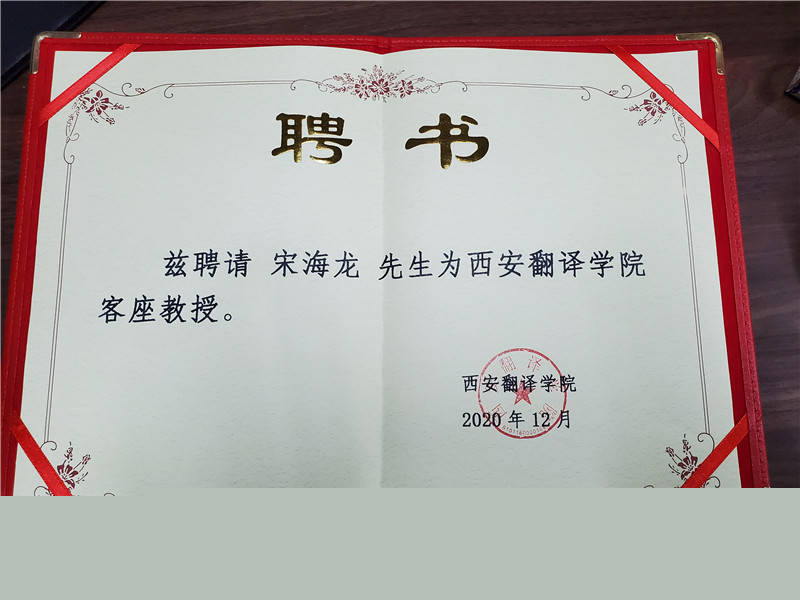 聘书
兹聘请 宋海龙 先生为西安翻译学院
客座教授。
西安翻译学院
2020年12月